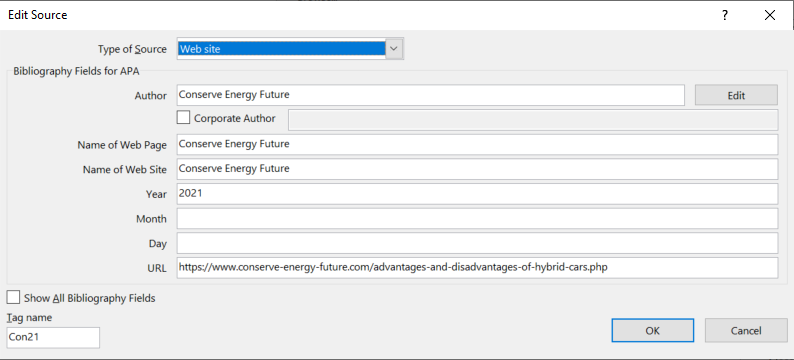 Edit Source
? ×
Type of Source Web site
Bibliography Fields for APA
Author Conserve Energy Future Edit
Corporate Author
Name of Web Page Conserve Energy Future
Name of Web Site Conserve Energy Future
Year 2021
Month
Day
URL https://www.conserve-energy-future.com/advantages-and-disadvantages-of-hybrid-cars.php
Show All Bibliography Fields
Tag name
Con21
OK Cancel